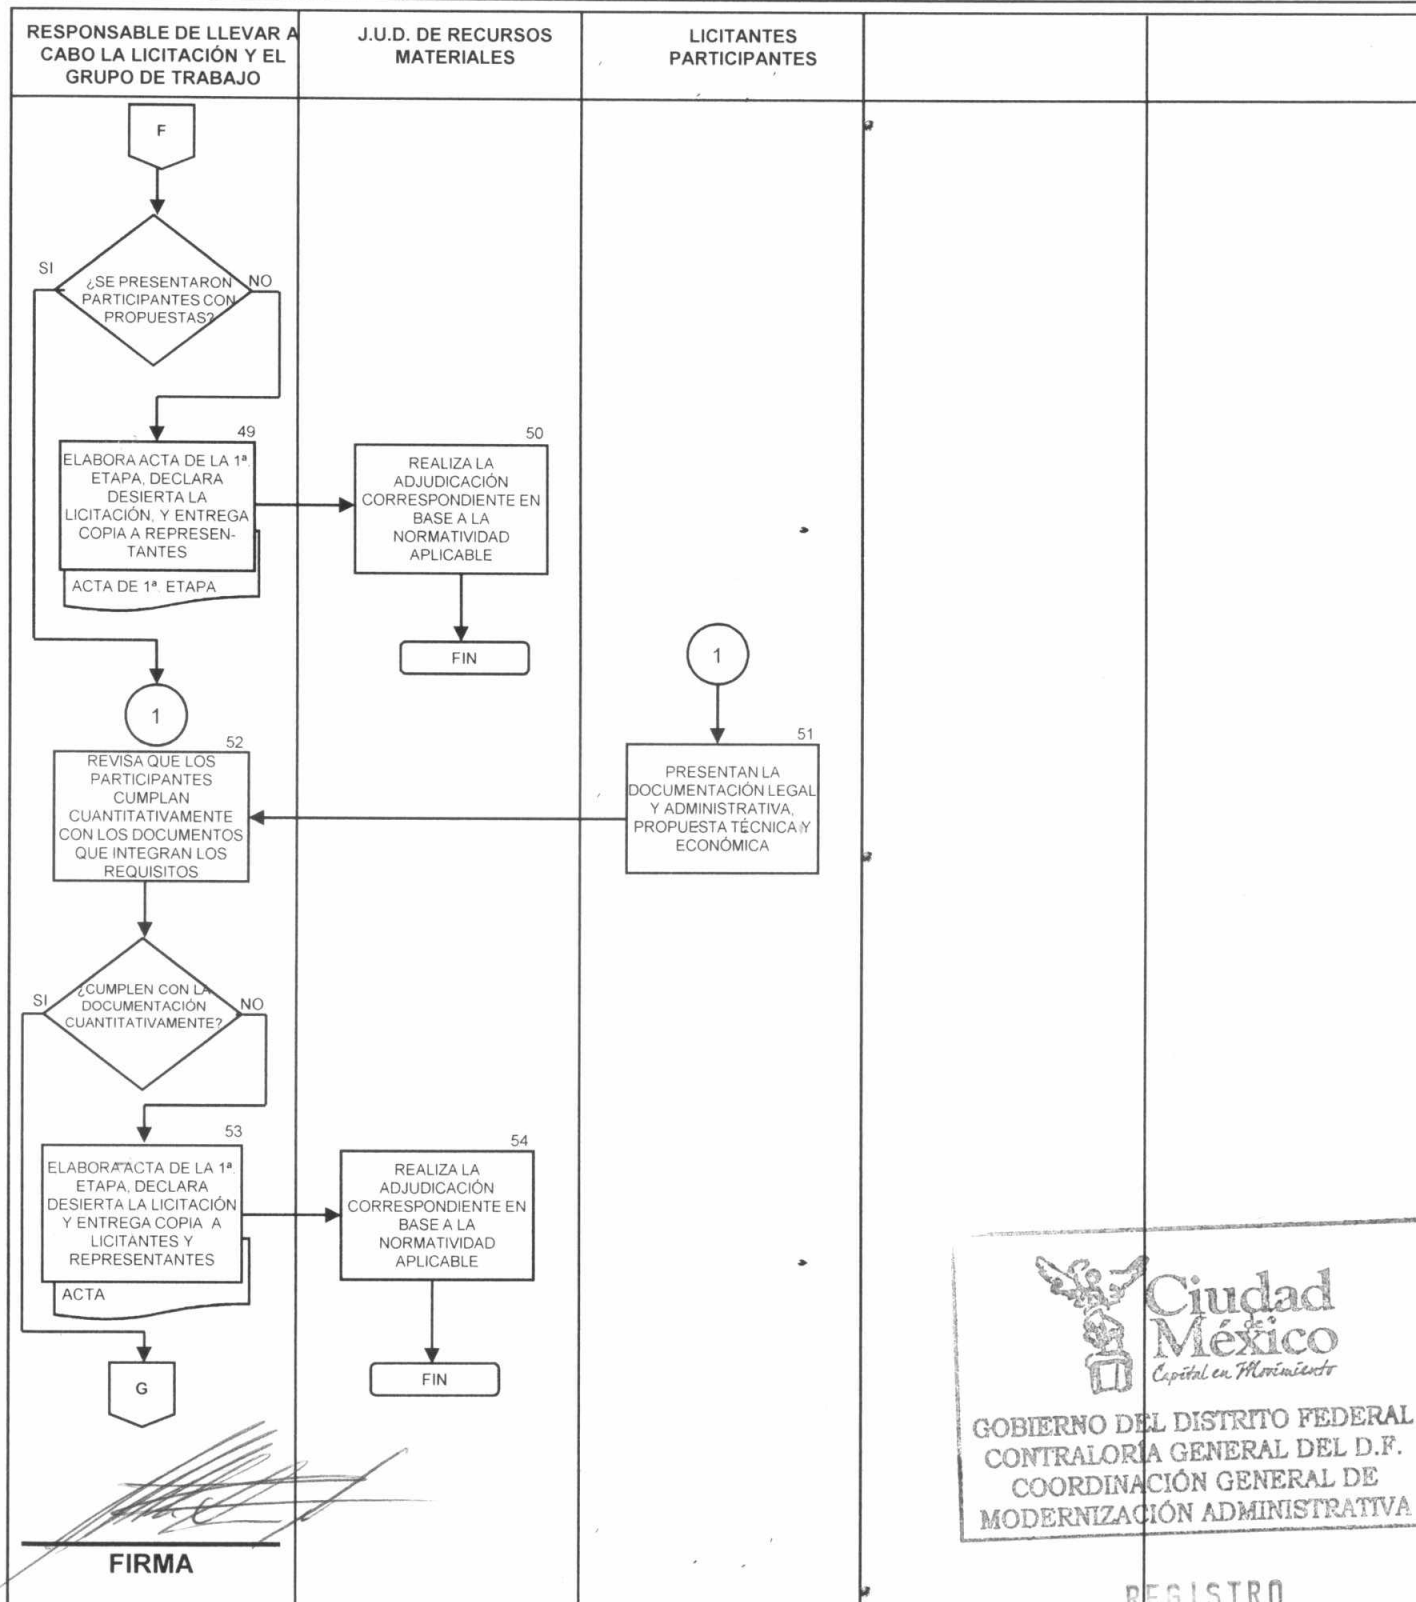 RESPONSABLE DE LLEVAR A
CABO LA LICITACIÓN Y EL
GRUPO DE TRABAJO
J.U.D. DE RECURSOS
MATERIALES
LICITANTES
PARTICIPANTES
F
¿SE PRESENTARON
PARTICIPANTES CON
PROPUESTAS?
SI
NO
49
ELABORA ACTA DE LA 1ª.
ETAPA, DECLARA
DESIERTA LA
LICITACIÓN, Y ENTREGA
COPIA A REPRESEN-
TANTES
ACTA DE 1ª. ETAPA
50
REALIZA LA
ADJUDICACIÓN
CORRESPONDIENTE EN
BASE A LA
NORMATIVIDAD
APLICABLE
FIN
1
1
51
PRESENTAN LA
DOCUMENTACIÓN LEGAL
Y ADMINISTRATIVA,
PROPUESTA TÉCNICA Y
ECONÓMICA
52
REVISA QUE LOS
PARTICIPANTES
CUMPLAN
CUANTITATIVAMENTE
CON LOS DOCUMENTOS
QUE INTEGRAN LOS
REQUISITOS
¿CUMPLEN CON LA
DOCUMENTACIÓN
CUANTITATIVAMENTE?
SI
NO
53
ELABORA ACTA DE LA 1ª.
ETAPA, DECLARA
DESIERTA LA LICITACIÓN
Y ENTREGA COPIA A
LICITANTES Y
REPRESENTANTES
ACTA
54
REALIZA LA
ADJUDICACIÓN
CORRESPONDIENTE EN
BASE A LA
NORMATIVIDAD
APLICABLE
FIN
G
FIRMA
Ciudad
de
México
Capital en Movimiento
GOBIERNO DEL DISTRITO FEDERAL
CONTRALORÍA GENERAL DEL D.F.
COORDINACIÓN GENERAL DE
MODERNIZACIÓN ADMINISTRATIVA
REGISTRO